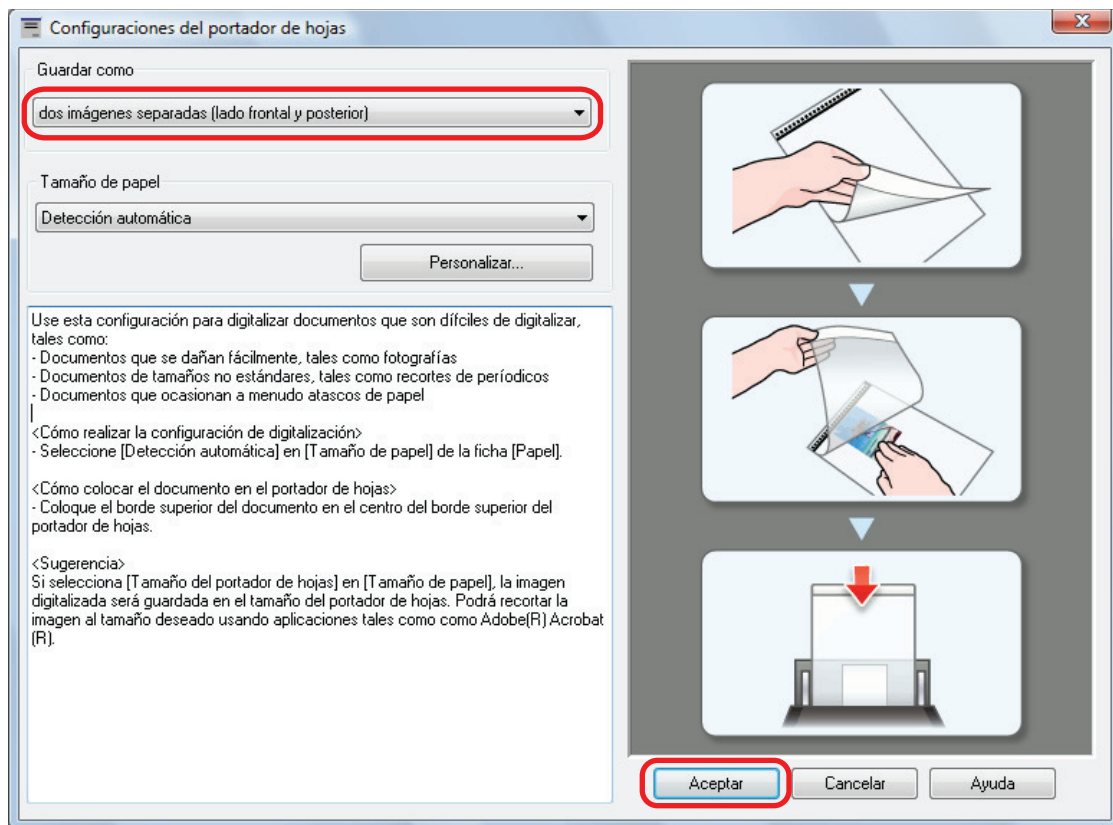 Configuraciones del portador de hojas
Guardar como
dos imágenes separadas (lado frontal y posterior)
Tamaño de papel
Detección automática
Personalizar...
Use esta configuración para digitalizar documentos que son difíciles de digitalizar,
tales como:
- Documentos que se dañan fácilmente, tales como fotografías
- Documentos de tamaños no estándares, tales como recortes de períodicos
- Documentos que ocasionan a menudo atascos de papel
<Cómo realizar la configuración de digitalización>
- Seleccione [Detección automática] en [Tamaño de papel] de la ficha [Papel].
<Cómo colocar el documento en el portador de hojas>
- Coloque el borde superior del documento en el centro del borde superior del
portador de hojas.
<Sugerencia>
Si selecciona [Tamaño del portador de hojas] en [Tamaño de papel], la imagen
digitalizada será guardada en el tamaño del portador de hojas. Podrá recortar la
imagen al tamaño deseado usando aplicaciones tales como como Adobe(R) Acrobat
(R).
Aceptar
Cancelar
Ayuda